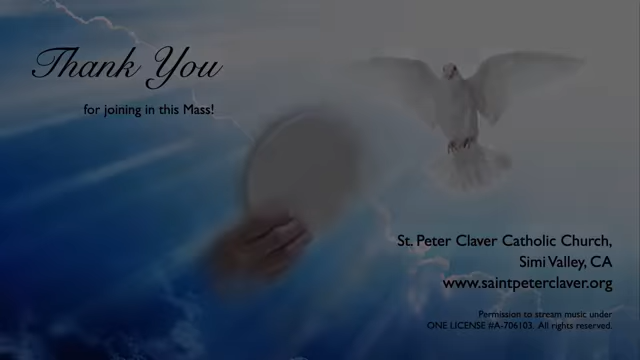 Thank You
for joining in this Mass!
St. Peter Claver Catholic Church,
Simi Valley, CA
www.saintpeterclaver.org
Permission to stream music under
ONE LICENSE #A-706103. All rights reserved.